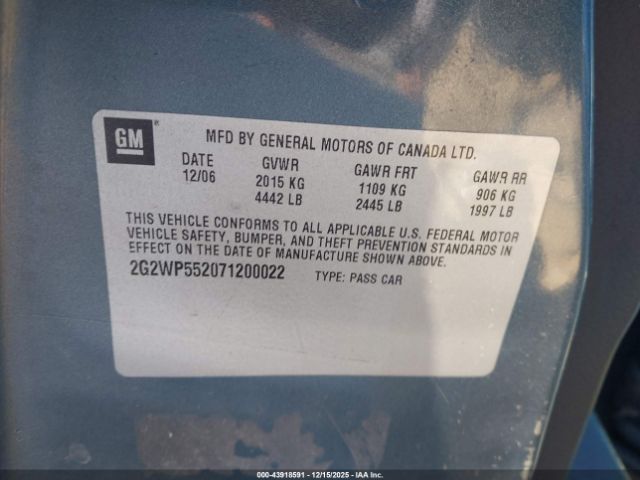 GM
MFD BY GENERAL MOTORS OF CANADA LTD.
DATE GVWR GAWR FRT GAWR RR
12/06 2015 KG 1109 KG 906 KG
4442 LB 2445 LB 1997 LB
THIS VEHICLE CONFORMS TO ALL APPLICABLE U.S. FEDERAL MOTOR
VEHICLE SAFETY, BUMPER, AND THEFT PREVENTION STANDARDS IN
EFFECT ON THE DATE OF MANUFACTURE SHOWN ABOVE.
2G2WP552071200022 TYPE: PASS CAR
000-43918591 - 12/15/2025 - IAAI.COM